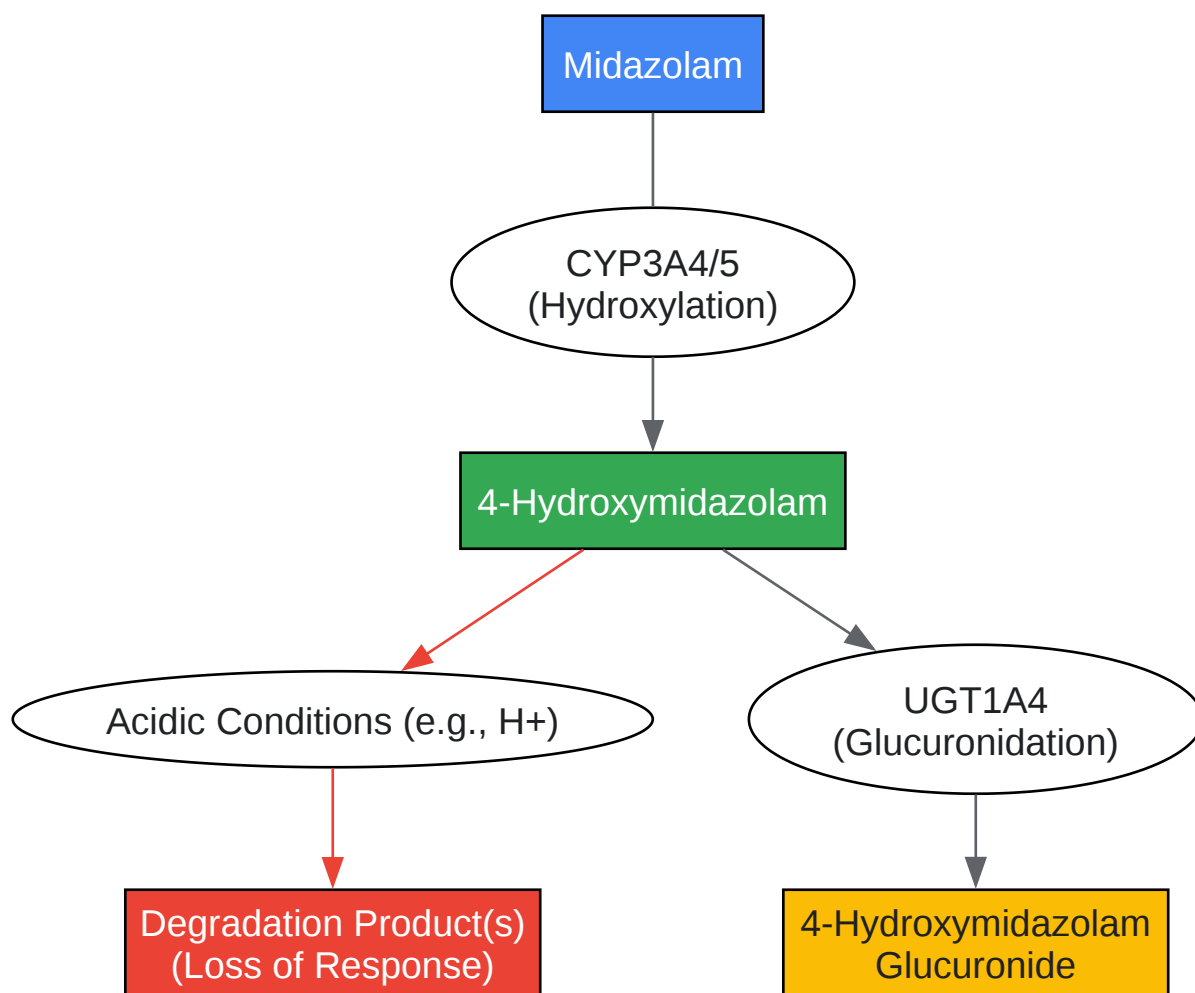 Midazolam
CYP3A4/5
(Hydroxylation)
4-Hydroxymidazolam
Acidic Conditions (e.g., H+)
UGT1A4
(Glucuronidation)
Degradation Product(s)
(Loss of Response)
4-Hydroxymidazolam
Glucuronide